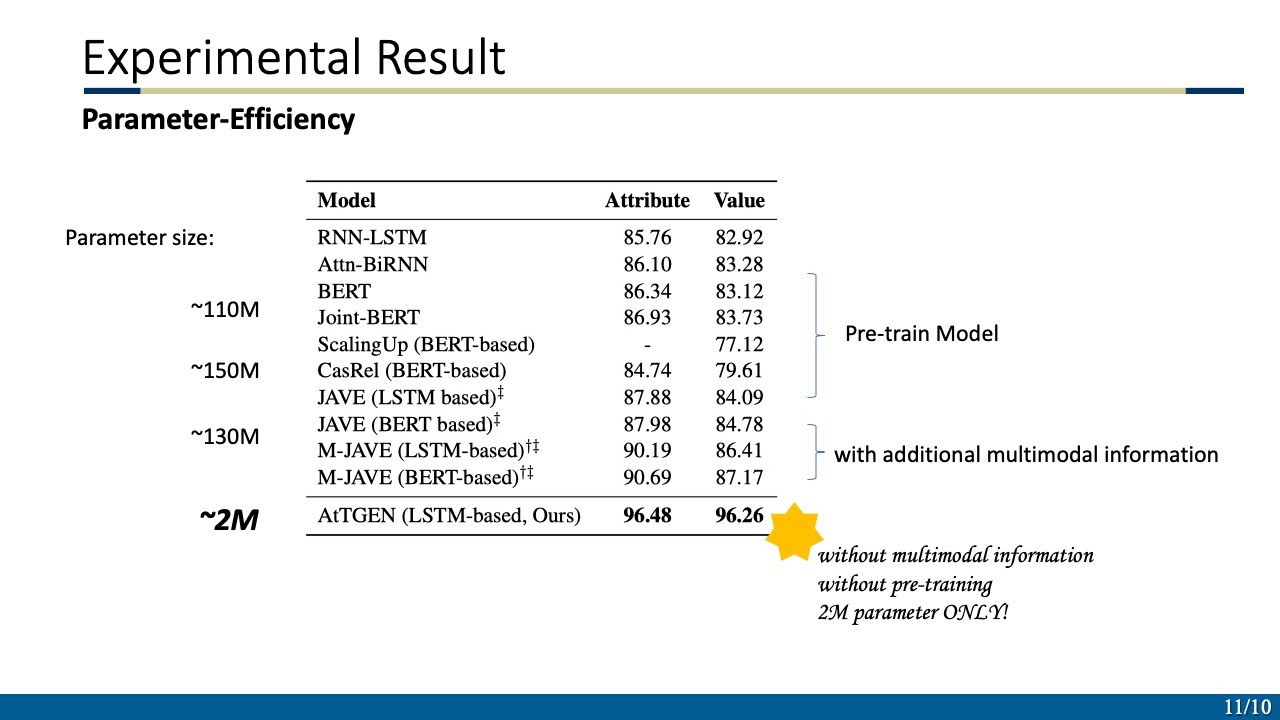 Experimental Result
Parameter-Efficiency
Model Attribute Value
Parameter size: RNN-LSTM 85.76 82.92
Attn-BiRNN 86.10 83.28
BERT 86.34 83.12
~110M
Joint-BERT 86.93 83.73
Pre-train Model
ScalingUp (BERT-based) - 77.12
~150M CasRel (BERT-based) 84.74 79.61
JAVE (LSTM based)‡ 87.88 84.09
JAVE (BERT based)‡ 87.98 84.78
~130M
M-JAVE (LSTM-based)†‡ 90.19 86.41
with additional multimodal information
M-JAVE (BERT-based)†‡ 90.69 87.17
~2M AtTGEN (LSTM-based, Ours) 96.48 96.26
without multimodal information
without pre-training
2M parameter ONLY!
11/10